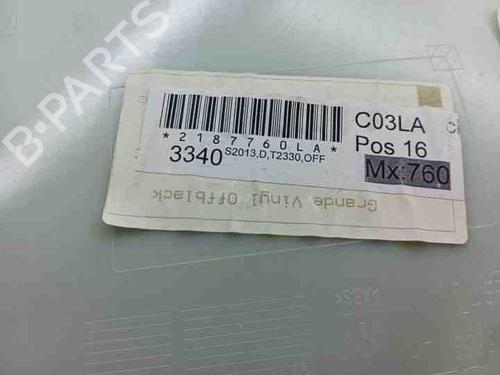 *2187760LA*
3340 S2013,D,T2330,OFF
C03LA
Pos 16
Mx:760
Grande Vinyl Offblack
B-PARTS